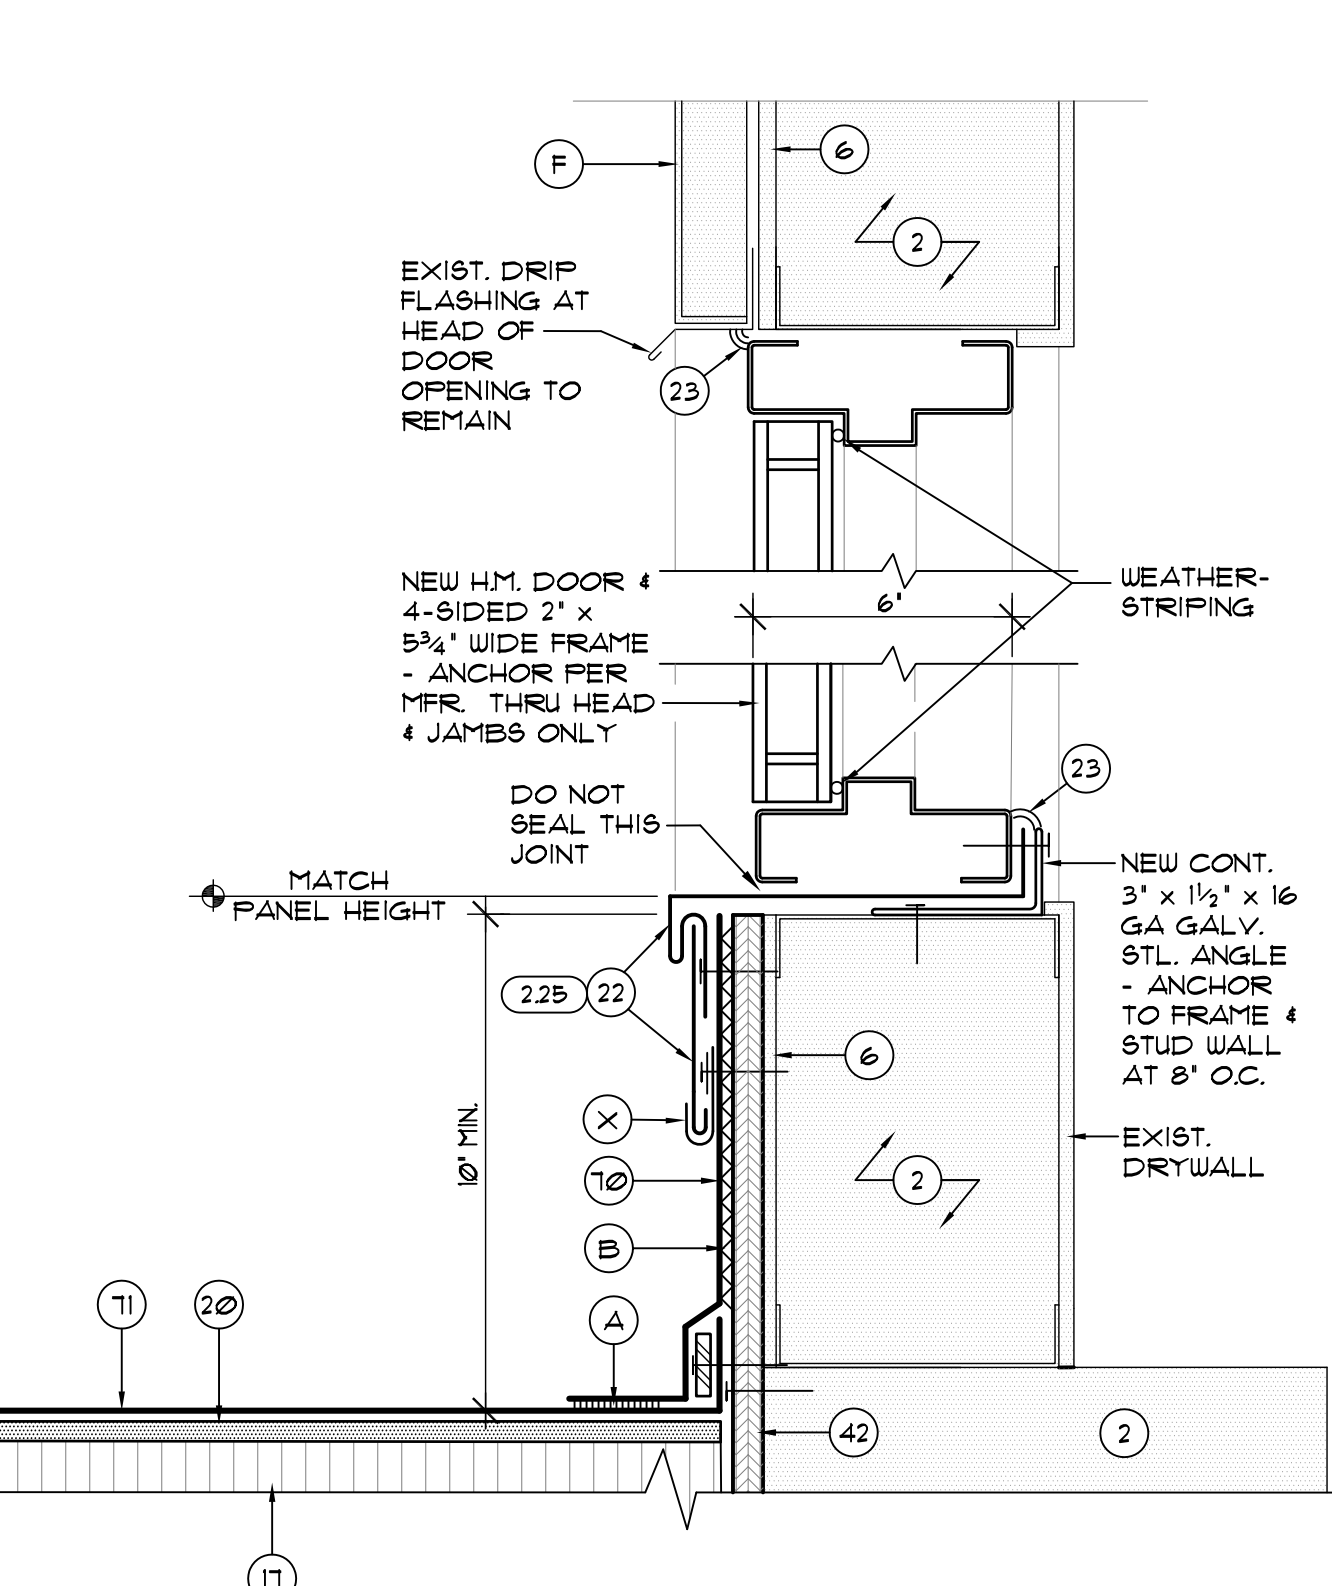 F
6
2
EXIST. DRIP
FLASHING AT
HEAD OF
DOOR
OPENING TO
REMAIN
23
NEW H.M. DOOR &
4-SIDED 2" x
5¾" WIDE FRAME
- ANCHOR PER
MFR. THRU HEAD
& JAMBS ONLY
6"
WEATHER-
STRIPING
DO NOT
SEAL THIS
JOINT
23
MATCH
PANEL HEIGHT
NEW CONT.
3" x 1½" x 16
GA GALV.
STL. ANGLE
- ANCHOR
TO FRAME &
STUD WALL
AT 8" O.C.
2.25
22
6
10" MIN.
X
EXIST.
DRYWALL
70
2
B
71
20
A
42
2
17